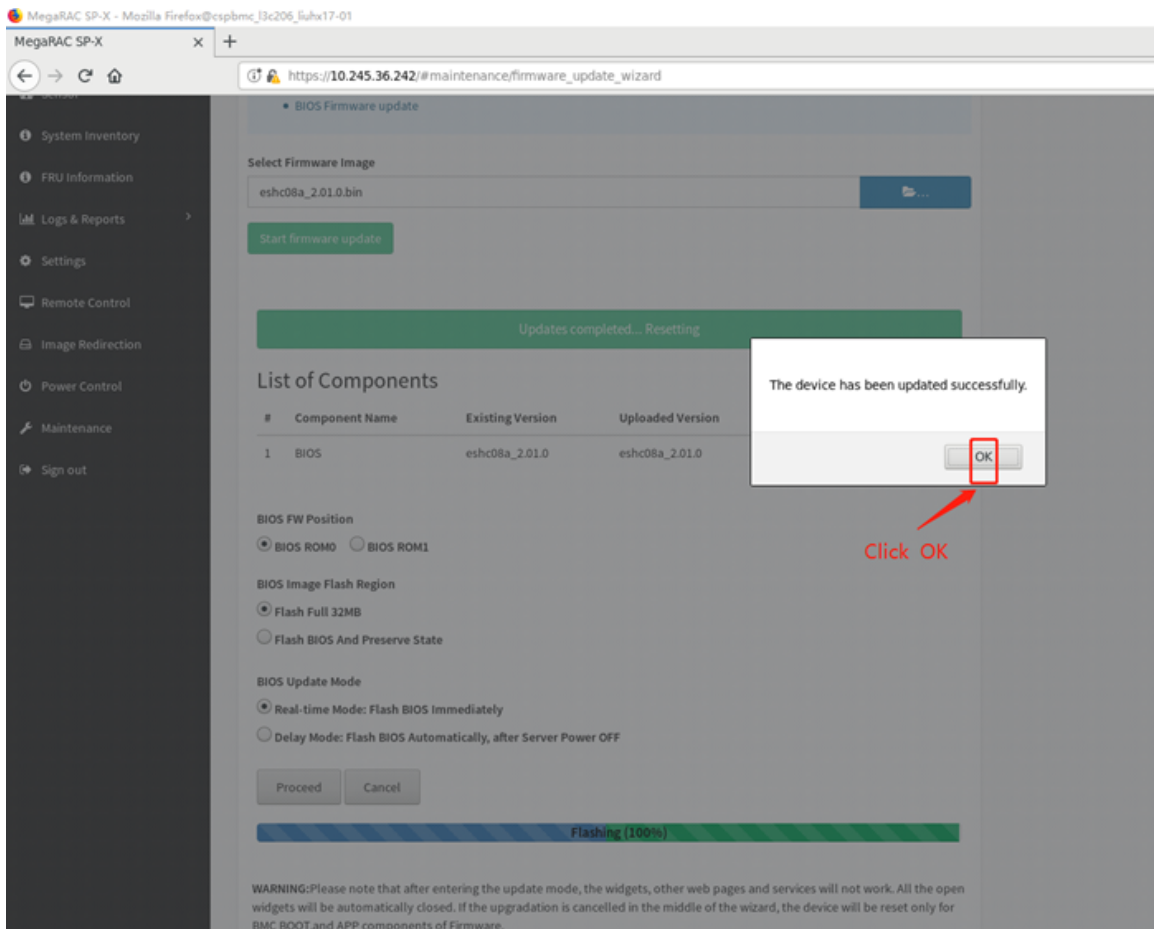 MegaRAC SP-X - Mozilla Firefox@cspbmc_l3c206_liuhx17-01
MegaRAC SP-X × +
https://10.245.36.242/#maintenance/firmware_update_wizard
Sensor
System Inventory
FRU Information
Logs & Reports >
Settings
Remote Control
Image Redirection
Power Control
Maintenance
Sign out
• BIOS Firmware update
Select Firmware Image
eshc08a_2.01.0.bin
...
Start firmware update
Updates completed... Resetting
List of Components
# Component Name Existing Version Uploaded Version
1 BIOS eshc08a_2.01.0 eshc08a_2.01.0
The device has been updated successfully.
OK
Click OK
BIOS FW Position
BIOS ROM0 BIOS ROM1
BIOS Image Flash Region
Flash Full 32MB
Flash BIOS And Preserve State
BIOS Update Mode
Real-time Mode: Flash BIOS Immediately
Delay Mode: Flash BIOS Automatically, after Server Power OFF
Proceed Cancel
Flashing (100%)
WARNING:Please note that after entering the update mode, the widgets, other web pages and services will not work. All the open
widgets will be automatically closed. If the upgradation is cancelled in the middle of the wizard, the device will be reset only for
BMC BOOT and APP components of Firmware.